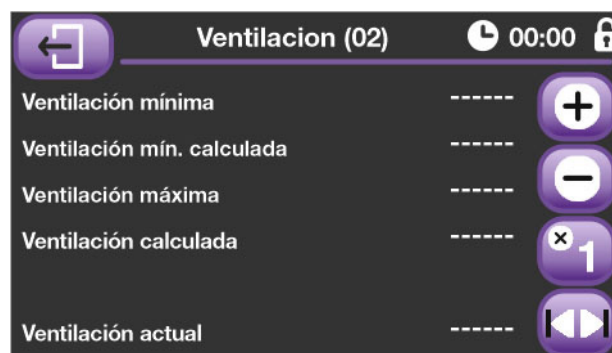 Ventilacion (02) 00:00
Ventilación mínima ------
Ventilación mín. calculada ------
Ventilación máxima ------
Ventilación calculada ------
×1
Ventilación actual ------